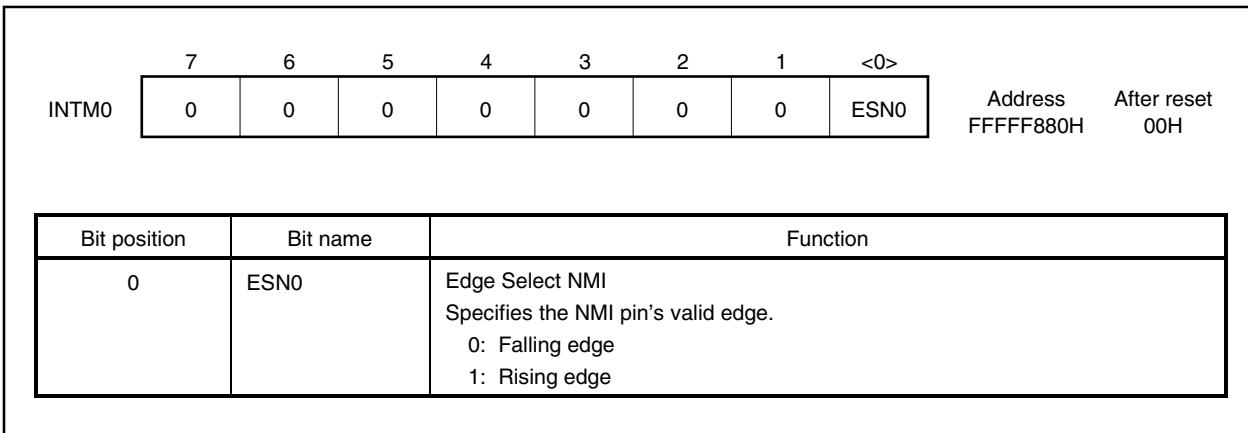 7 6 5 4 3 2 1 <0>
INTM0 0 0 0 0 0 0 0 ESN0 Address After reset
FFFFF880H 00H
Bit position Bit name Function
0 ESN0 Edge Select NMI
Specifies the NMI pin's valid edge.
0: Falling edge
1: Rising edge